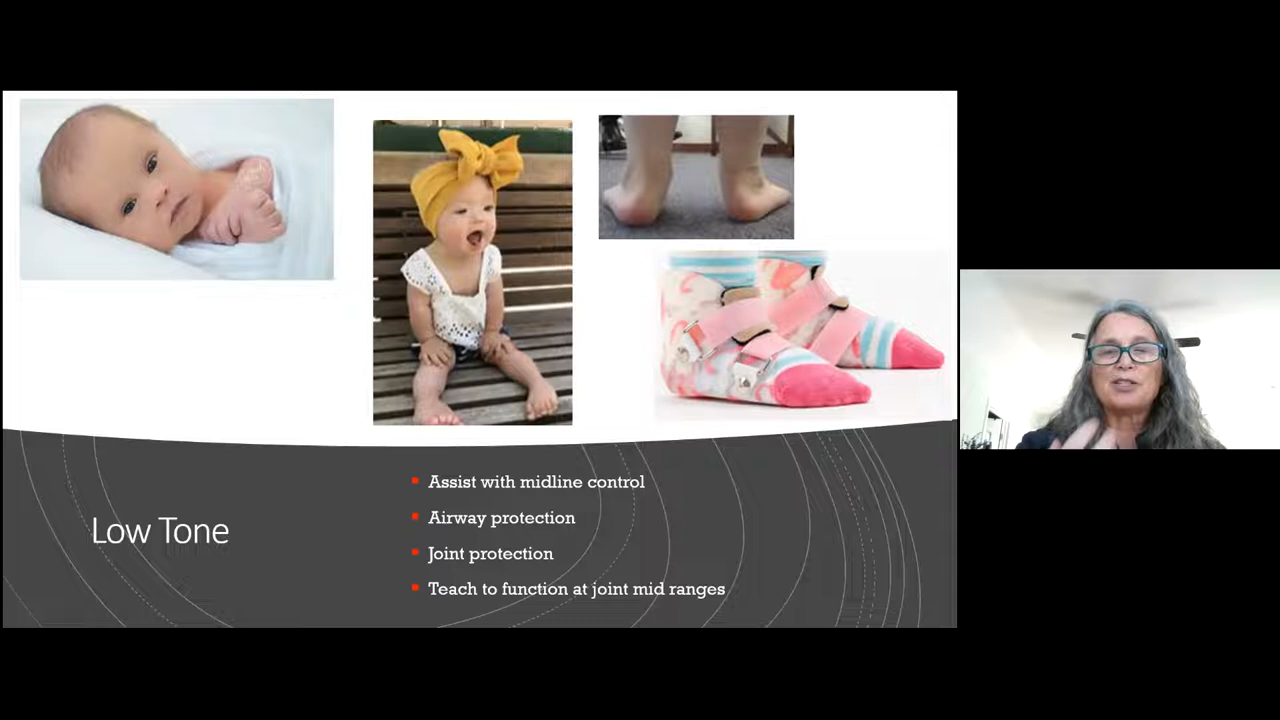 Low Tone
Assist with midline control
Airway protection
Joint protection
Teach to function at joint mid ranges